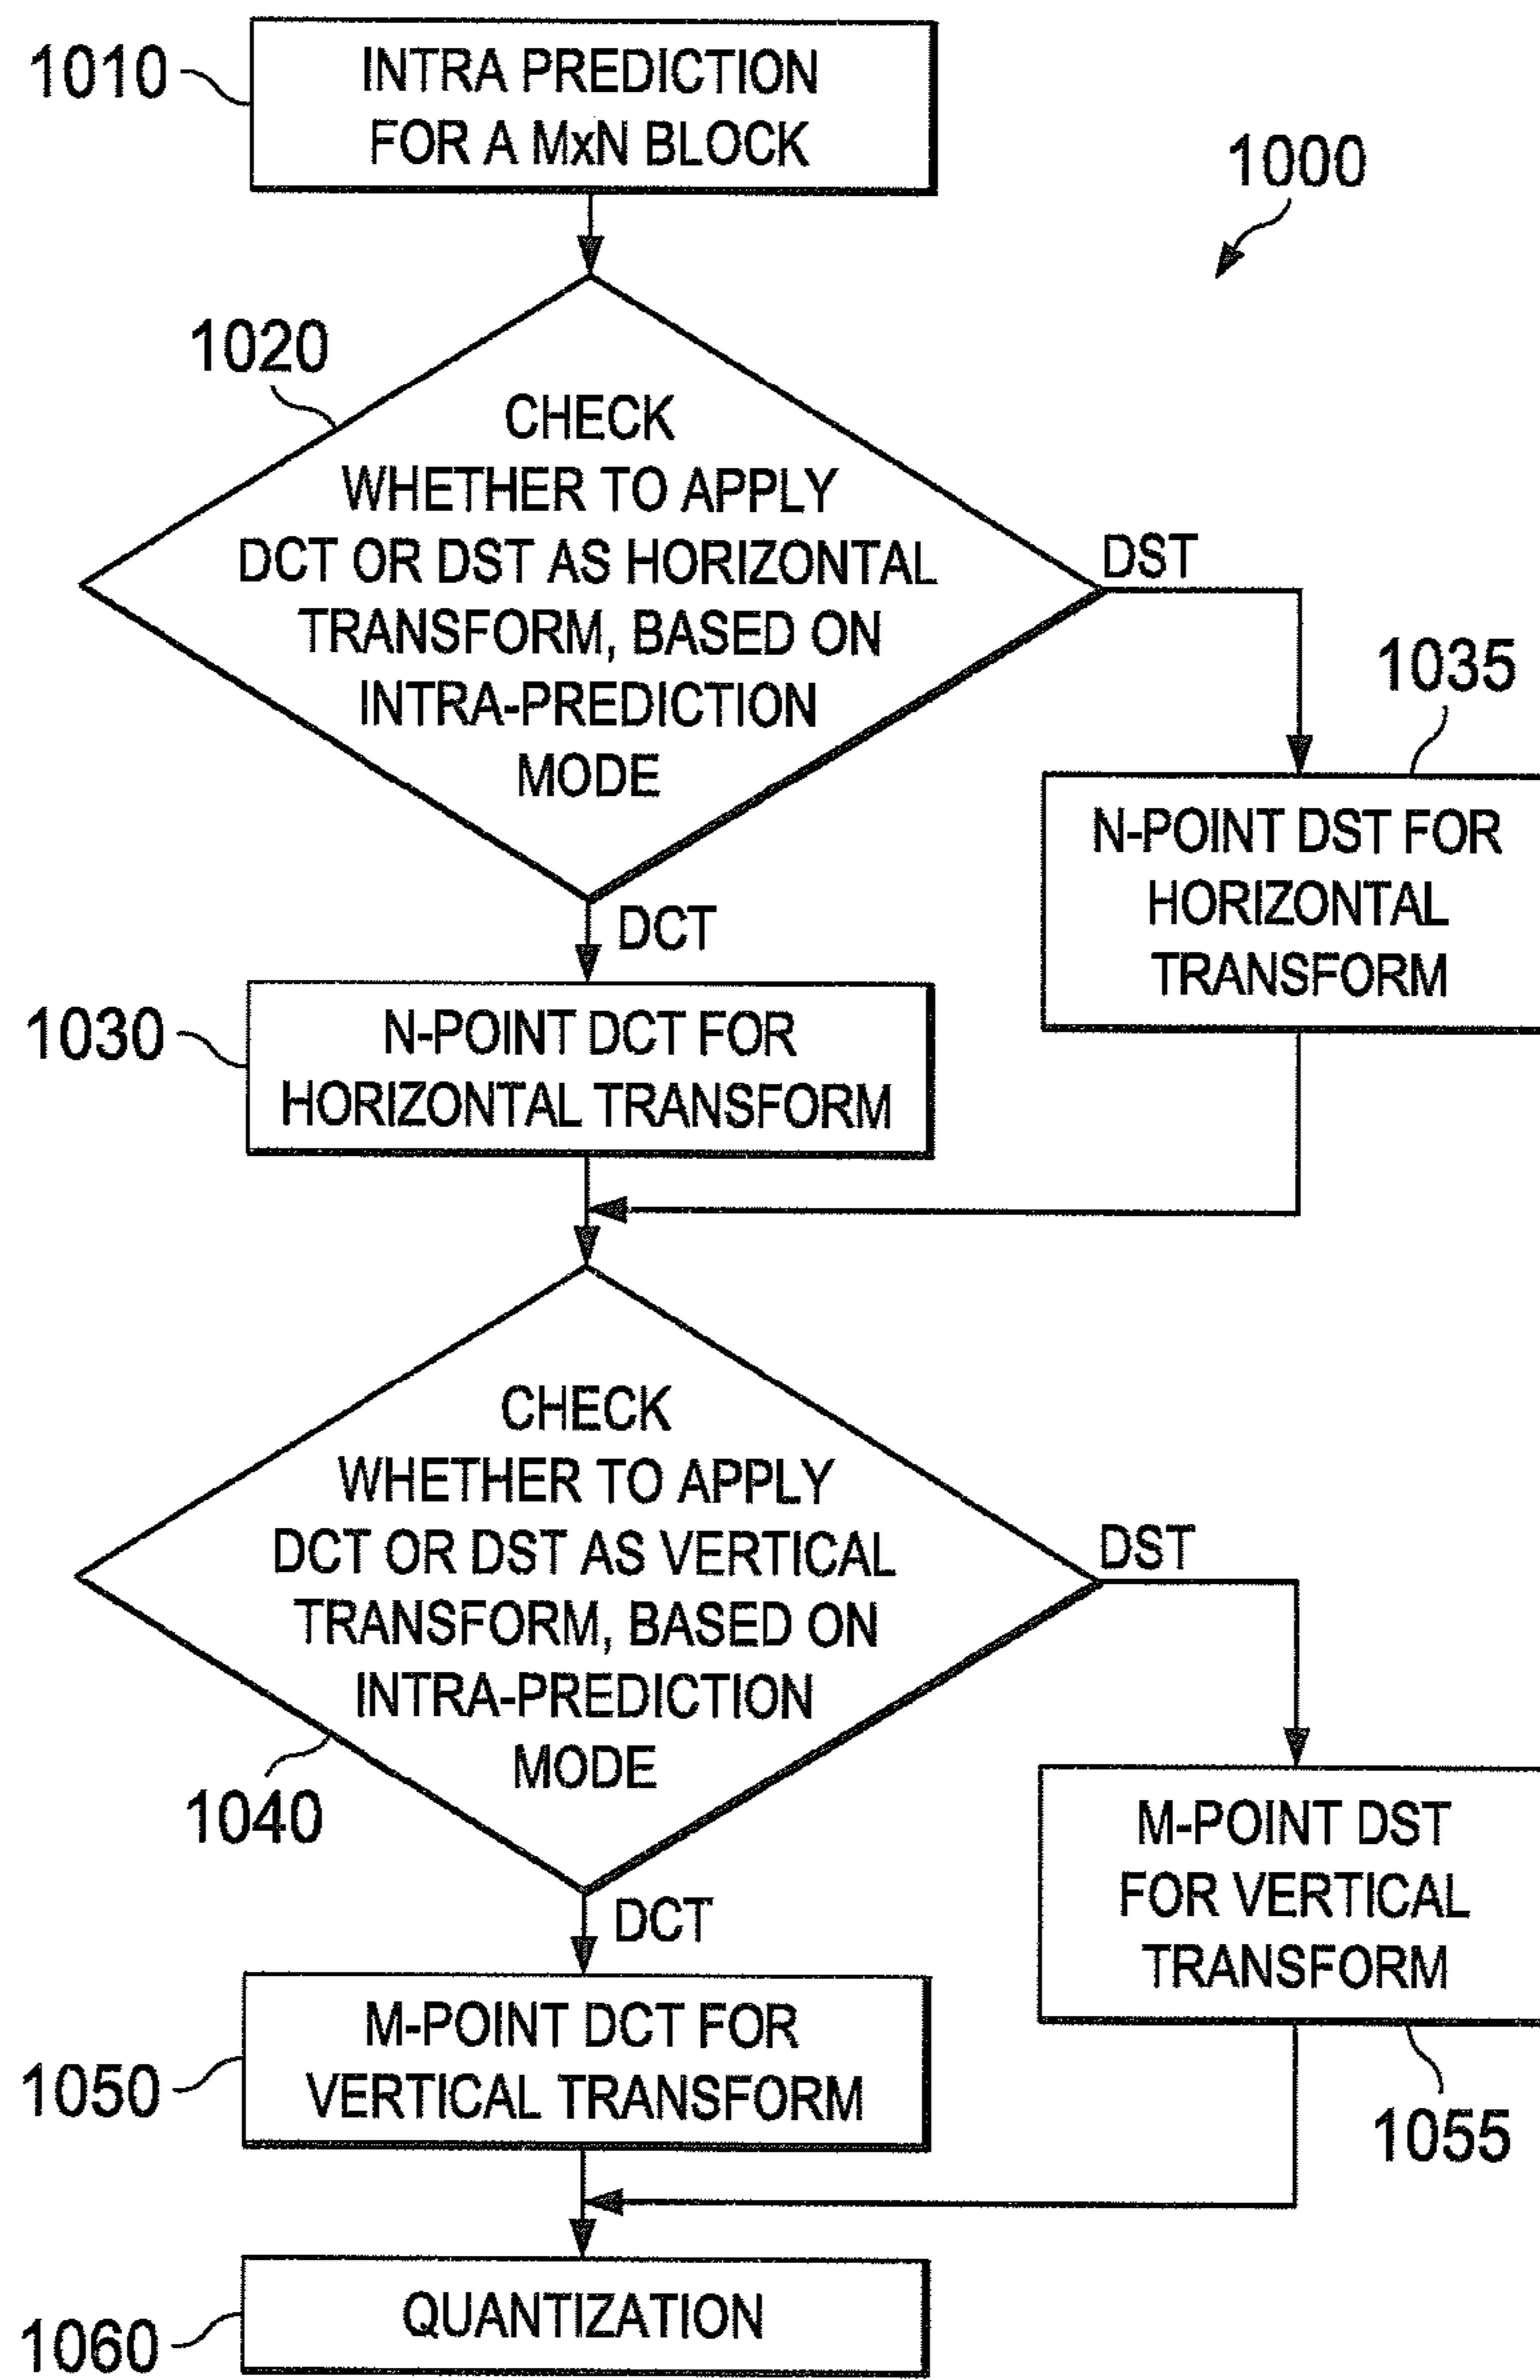 1010
INTRA PREDICTION
FOR A MxN BLOCK
1000
1020
CHECK
WHETHER TO APPLY
DCT OR DST AS HORIZONTAL
TRANSFORM, BASED ON
INTRA-PREDICTION
MODE
DST
1035
N-POINT DST FOR
HORIZONTAL
TRANSFORM
DCT
1030
N-POINT DCT FOR
HORIZONTAL TRANSFORM
CHECK
WHETHER TO APPLY
DCT OR DST AS VERTICAL
TRANSFORM, BASED ON
INTRA-PREDICTION
MODE
1040
DST
M-POINT DST
FOR VERTICAL
TRANSFORM
1055
DCT
1050
M-POINT DCT FOR
VERTICAL TRANSFORM
1060
QUANTIZATION